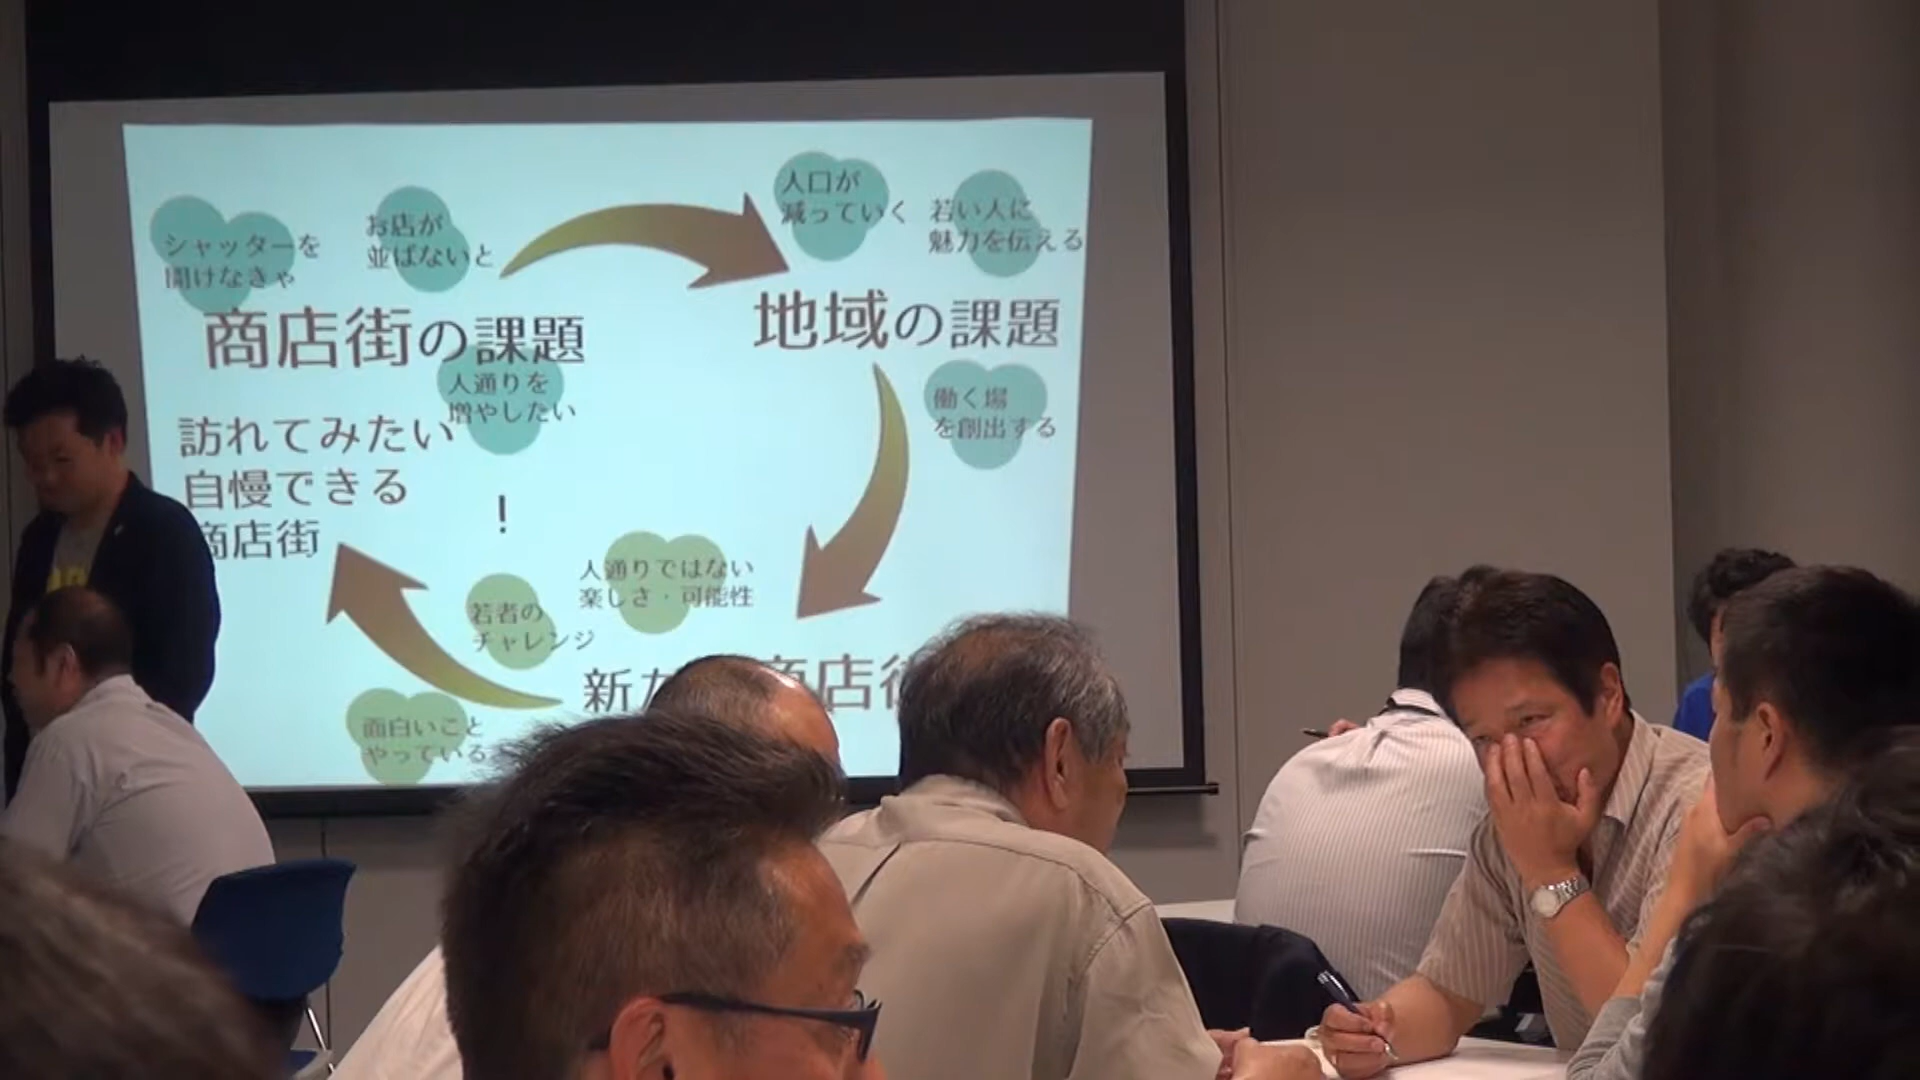 シャッターを
開けなきゃ
お店が
並ばないと
商店街の課題
人通りを
増やしたい
人口が
減っていく
若い人に
魅力を伝える
地域の課題
働く場
を創出する
訪れてみたい
自慢できる
商店街
！
人通りではない
楽しさ・可能性
若者の
チャレンジ
新た 商店街
面白いこと
やっている